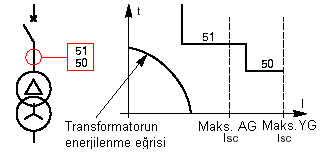 51
50
t
51
50
I
Transformatorun
enerjilenme eğrisi
Maks. AG
Isc
Maks. YG
Isc